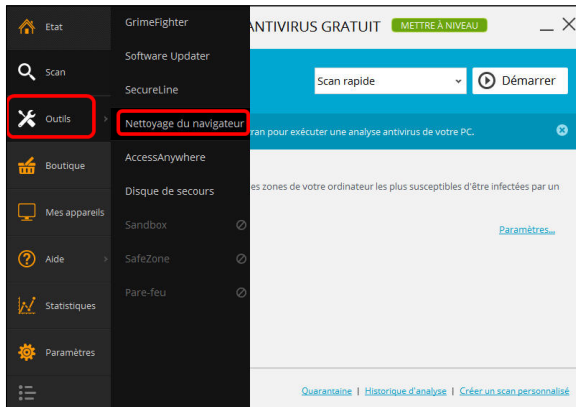 Etat
Scan
Outils
Boutique
Mes appareils
Aide
Statistiques
Paramètres
GrimeFighter
Software Updater
SecureLine
Nettoyage du navigateur
AccessAnywhere
Disque de secours
Sandbox
SafeZone
Pare-feu
ANTIVIRUS GRATUIT METTRE À NIVEAU
Scan rapide Démarrer
ran pour exécuter une analyse antivirus de votre PC.
es zones de votre ordinateur les plus susceptibles d'être infectées par un
Paramètres...
Quarantaine | Historique d'analyse | Créer un scan personnalisé